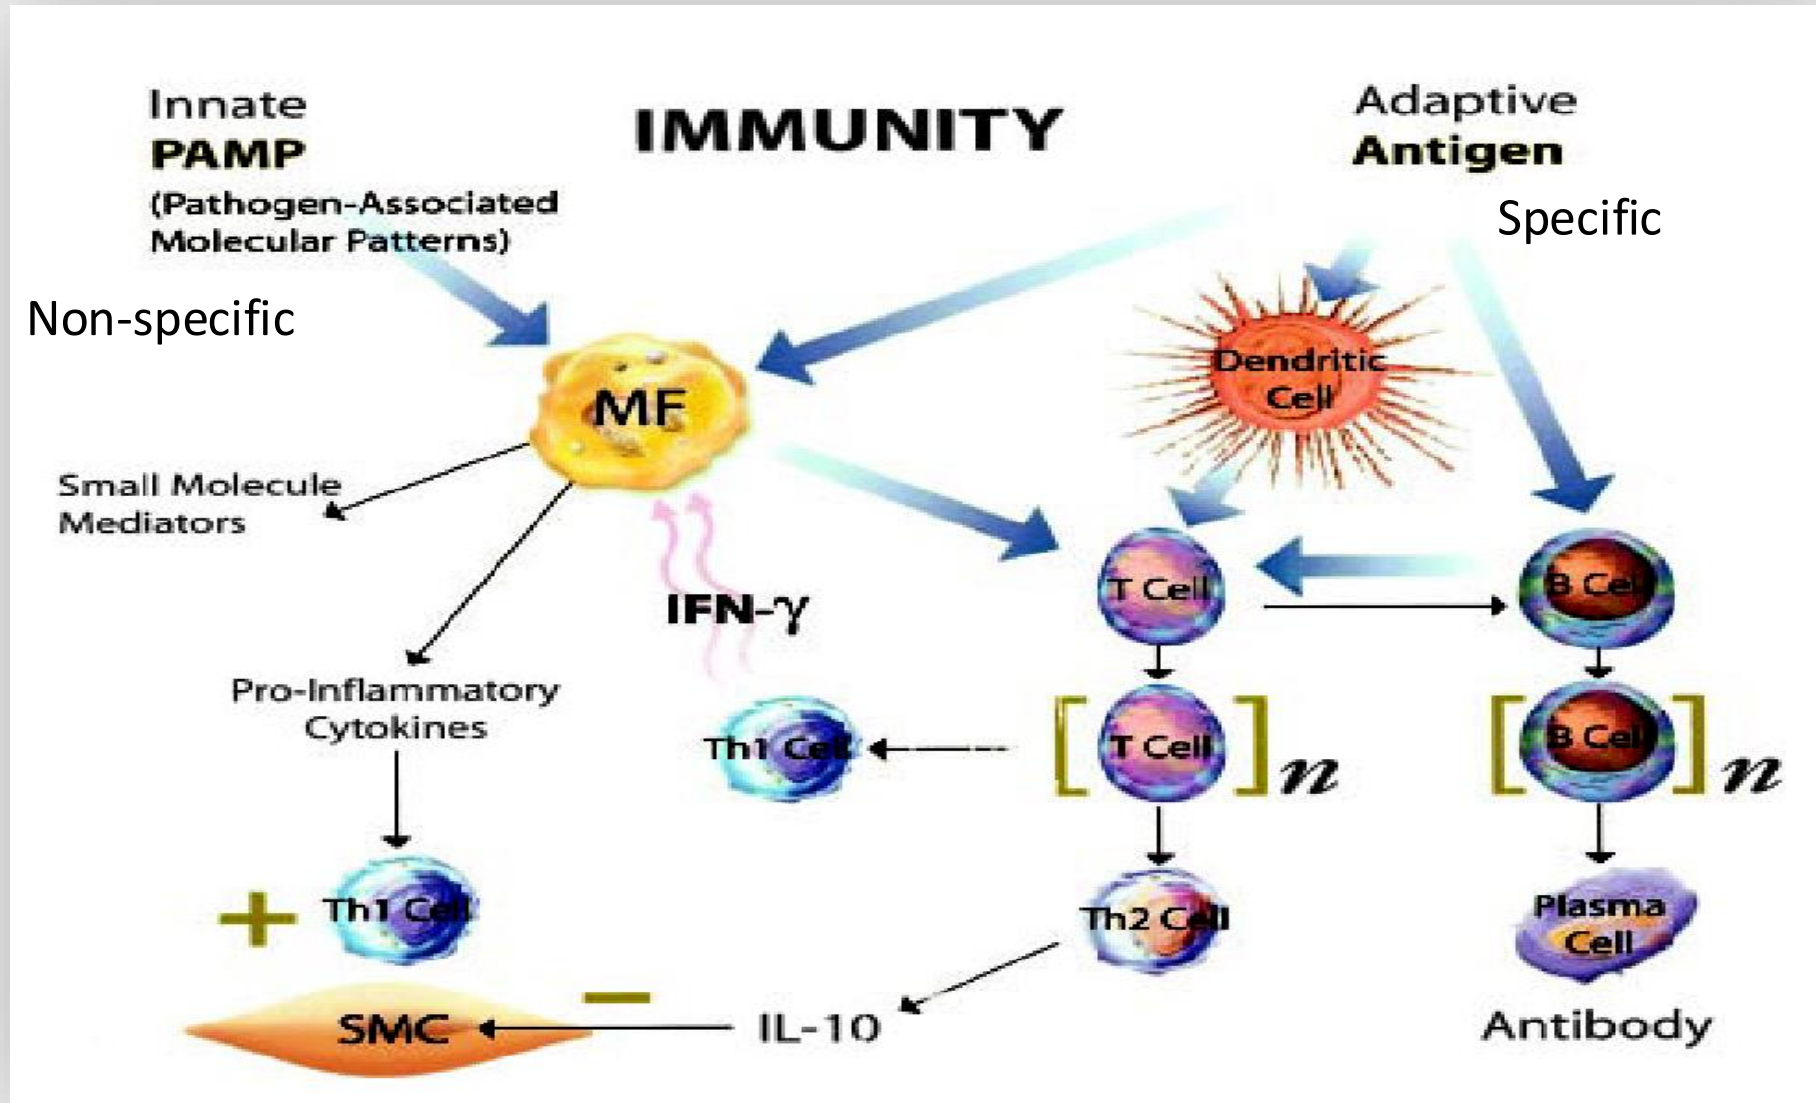 Innate
PAMP
(Pathogen-Associated
Molecular Patterns)
Non-specific
IMMUNITY
Adaptive
Antigen
Specific
MF
Dendritic
Cell
Small Molecule
Mediators
IFN-γ
T Cell
B Cell
Pro-Inflammatory
Cytokines
Th1 Cell
[ T Cell ] n
[ B Cell ] n
+
Th1 Cell
Th2 Cell
Plasma
Cell
SMC
−
IL-10
Antibody